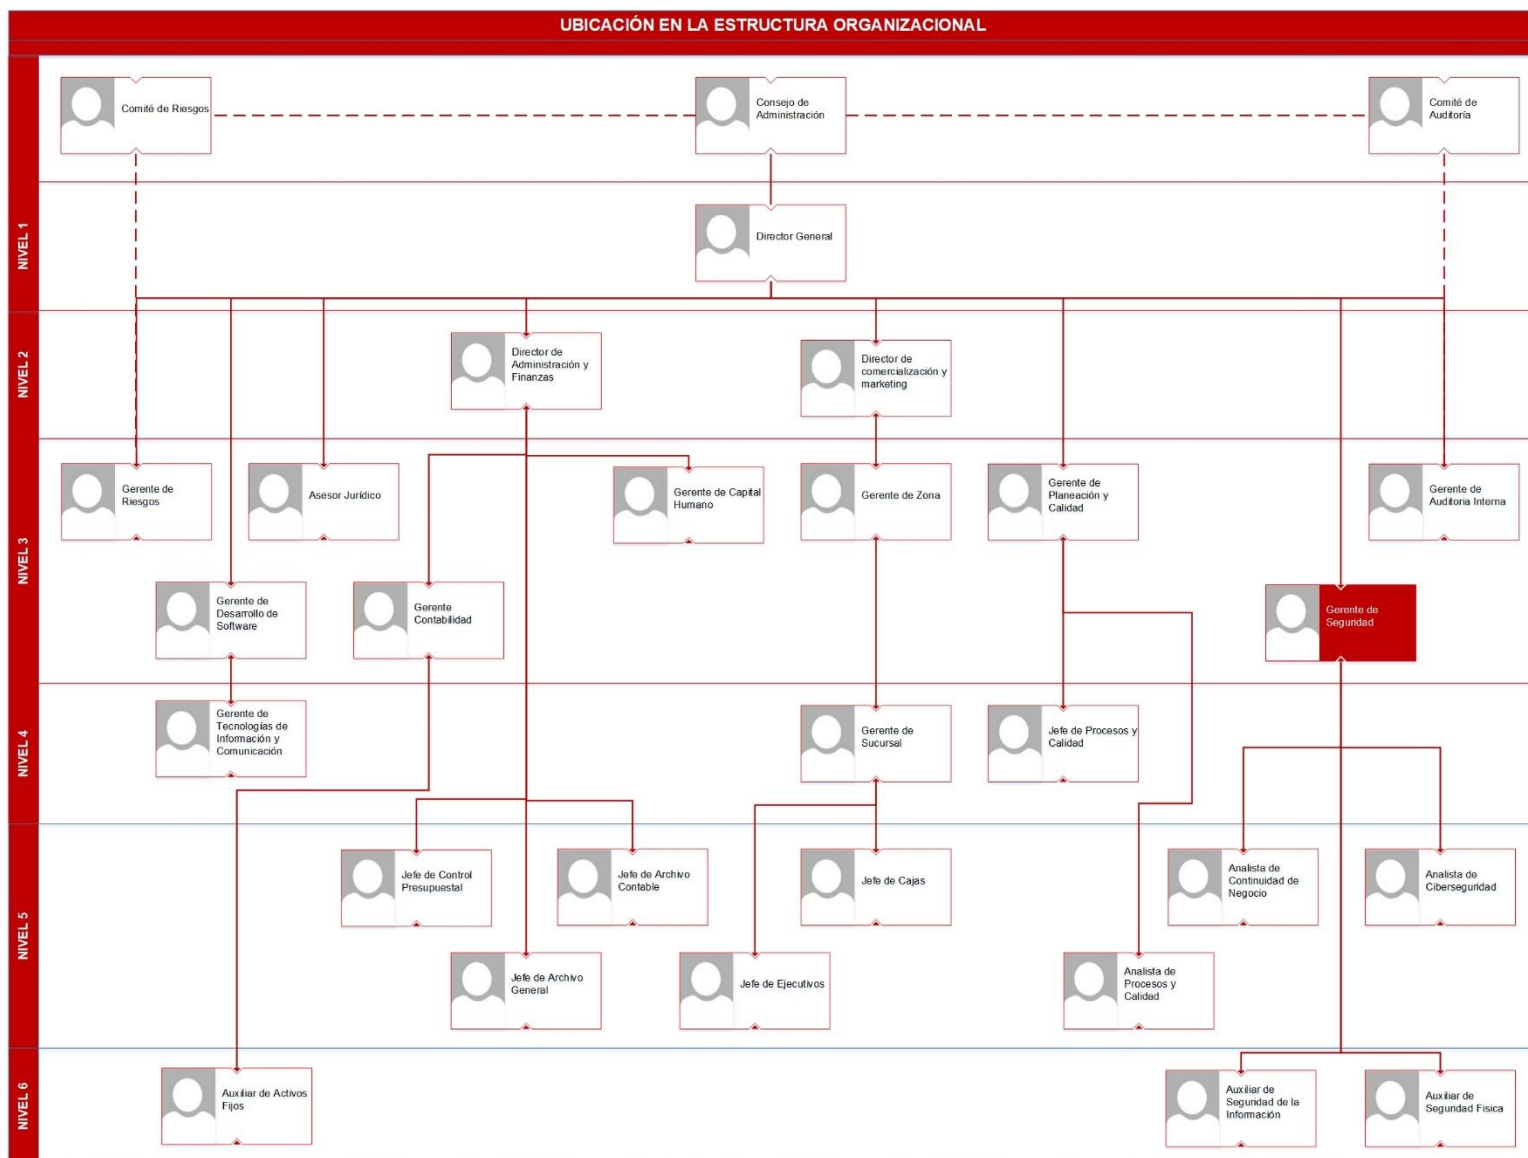 UBICACIÓN EN LA ESTRUCTURA ORGANIZACIONAL
Comité de Riesgos
Consejo de
Administración
Comité de
Auditoría
NIVEL 1
Director General
NIVEL 2
Director de
Administración y
Finanzas
Director de
comercialización y
marketing
NIVEL 3
Gerente de
Riesgos
Asesor Jurídico
Gerente de Capital
Humano
Gerente de Zona
Gerente de
Planeación y
Calidad
Gerente de
Auditoria Interna
Gerente de
Desarrollo de
Software
Gerente
Contabilidad
Gerente de
Seguridad
NIVEL 4
Gerente de
Tecnologías de
Información y
Comunicación
Gerente de
Sucursal
Jefe de Procesos y
Calidad
NIVEL 5
Jefe de Control
Presupuestal
Jefe de Archivo
Contable
Jefe de Cajas
Analista de
Continuidad de
Negocio
Analista de
Ciberseguridad
Jefe de Archivo
General
Jefe de Ejecutivos
Analista de
Procesos y
Calidad
NIVEL 6
Auxiliar de Activos
Fijos
Auxiliar de
Seguridad de la
Información
Auxiliar de
Seguridad Fisica